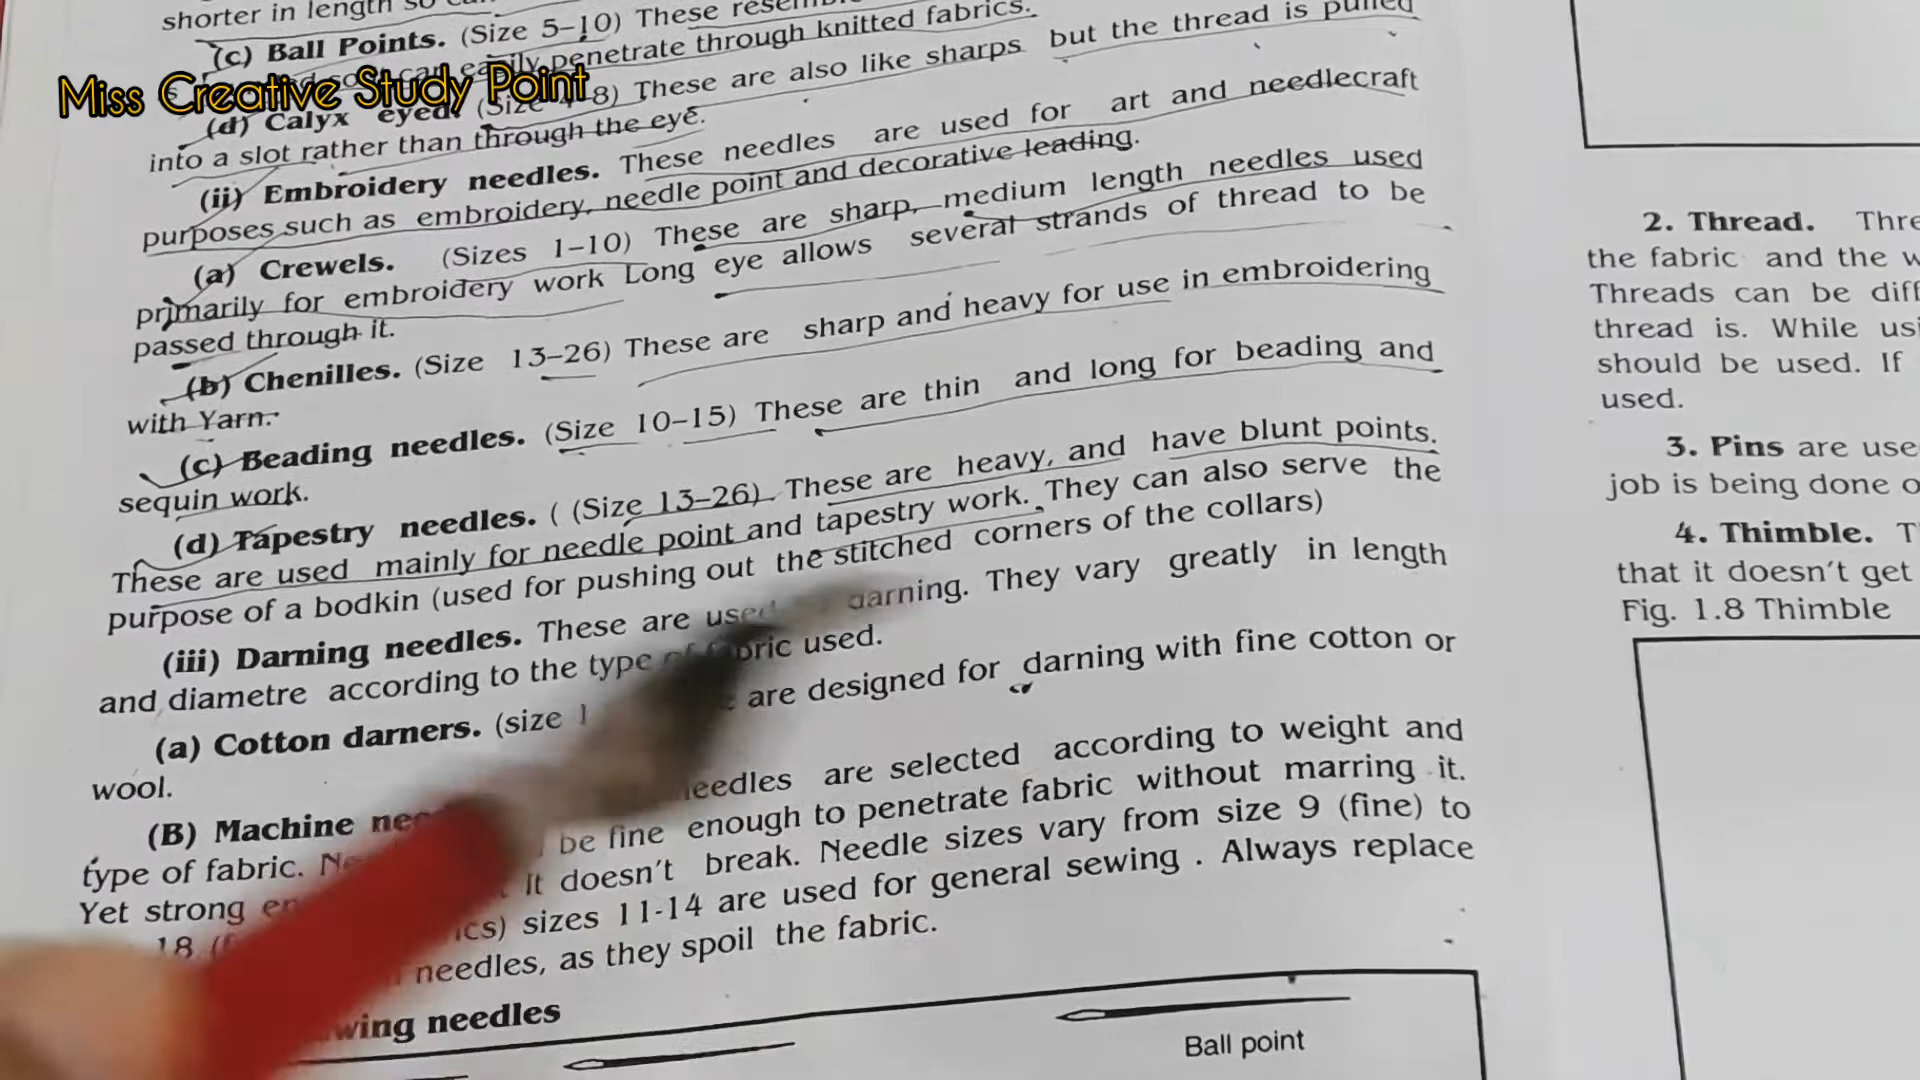 shorter in length so
(c) Ball Points. (Size 5–10) These
so it can easily penetrate through knitted fabrics.
Miss Creative Study Point
(d) Calyx eyed. (Size 4–8) These are also like sharps but the thread is pulled
into a slot rather than through the eye.
(ii) Embroidery needles. These needles are used for art and needlecraft
purposes such as embroidery, needle point and decorative leading.
(a) Crewels. (Sizes 1–10) These are sharp, medium length needles used
primarily for embroidery work Long eye allows several strands of thread to be
passed through it.
(b) Chenilles. (Size 13–26) These are sharp and heavy for use in embroidering
with Yarn.
(c) Beading needles. (Size 10–15) These are thin and long for beading and
sequin work.
(d) Tapestry needles. ( (Size 13–26) These are heavy, and have blunt points.
These are used mainly for needle point and tapestry work. They can also serve the
purpose of a bodkin (used for pushing out the stitched corners of the collars)
(iii) Darning needles. These are used darning. They vary greatly in length
and diametre according to the type of fabric used.
(a) Cotton darners. (size 1 are designed for darning with fine cotton or
wool.
(B) Machine needles are selected according to weight and
type of fabric. be fine enough to penetrate fabric without marring it.
Yet strong It doesn't break. Needle sizes vary from size 9 (fine) to
18 sizes 11-14 are used for general sewing . Always replace
needles, as they spoil the fabric.
needles
Ball point
2. Thread.
the fabric and the
Threads can be
thread is. While
should be used. If
used.
3. Pins are
job is being done
4. Thimble.
that it doesn't get
Fig. 1.8 Thimble